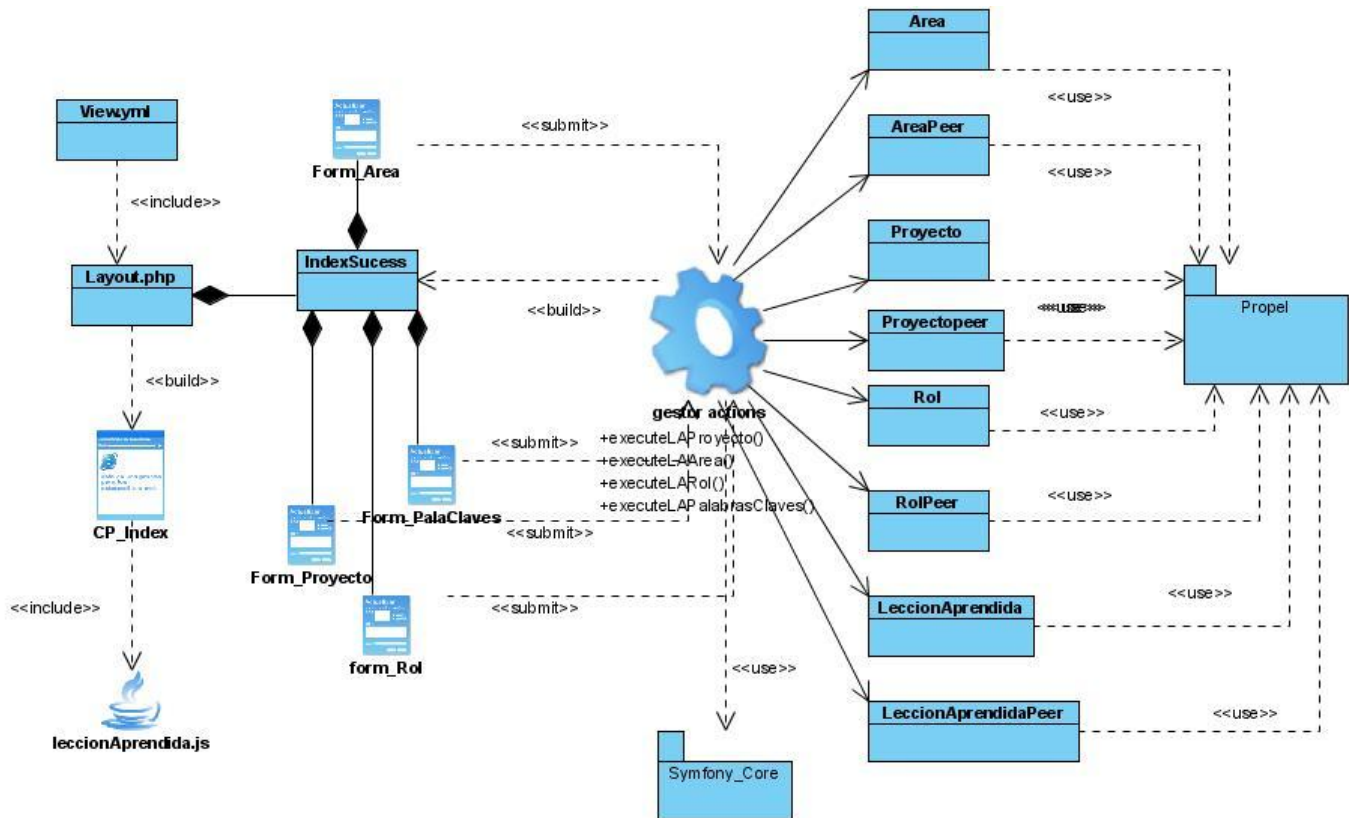 Area
<<use>>
View.yml
<<submit>>
AreaPeer
<<use>>
Form_Area
<<include>>
Proyecto
IndexSucess
Layout.php
<<build>>
Propel
Proyectopeer
<<build>>
Rol
gestor actions
<<use>>
+executeLAProyecto()
<<submit>>
+executeLAArea()
+executeLARol()
RolPeer
+executeLAPalabrasClaves()
<<use>>
Form_PalaClaves
CP_Index
<<submit>>
Form_Proyecto
<<include>>
<<submit>>
LeccionAprendida
<<use>>
form_Rol
<<use>>
leccionAprendida.js
LeccionAprendidaPeer
<<use>>
Symfony_Core